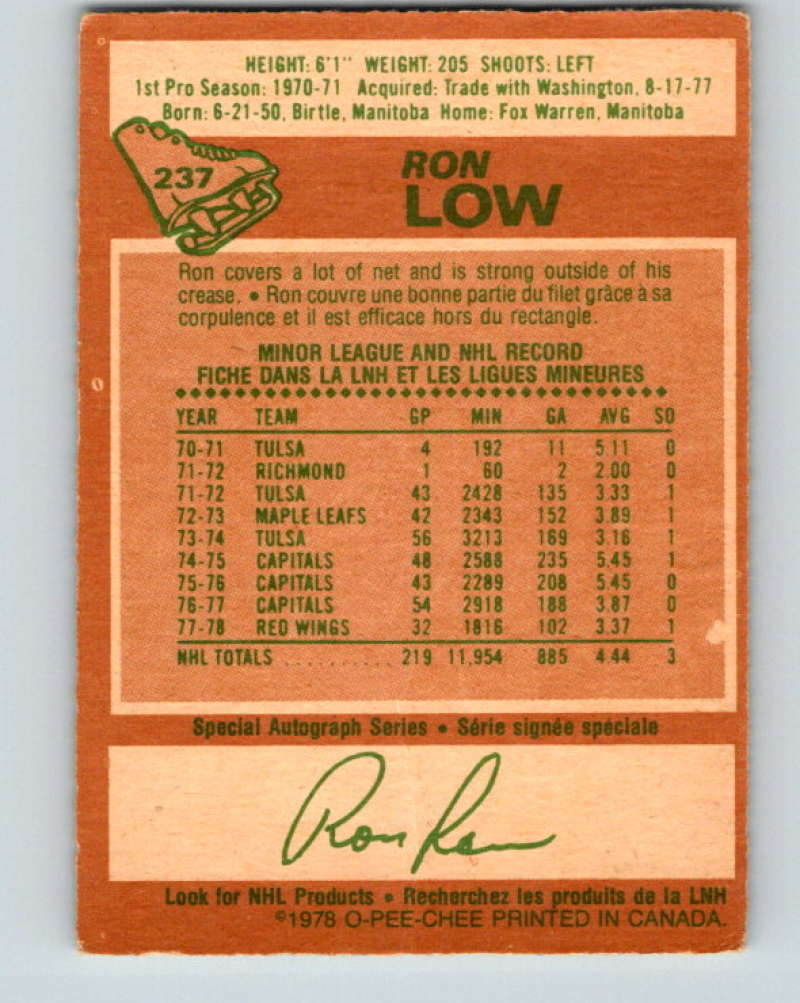 HEIGHT: 6'1" WEIGHT: 205 SHOOTS: LEFT
1st Pro Season: 1970-71 Acquired: Trade with Washington, 8-17-77
Born: 6-21-50, Birtle, Manitoba Home: Fox Warren, Manitoba
237
RON
LOW
Ron covers a lot of net and is strong outside of his
crease. • Ron couvre une bonne partie du filet grâce à sa
corpulence et il est efficace hors du rectangle.
MINOR LEAGUE AND NHL RECORD
FICHE DANS LA LNH ET LES LIGUES MINEURES
YEAR TEAM GP MIN GA AVG SO
70-71 TULSA 4 192 11 5.11 0
71-72 RICHMOND 1 60 2 2.00 0
71-72 TULSA 43 2428 135 3.33 1
72-73 MAPLE LEAFS 42 2343 152 3.89 1
73-74 TULSA 56 3213 169 3.16 1
74-75 CAPITALS 48 2588 235 5.45 1
75-76 CAPITALS 43 2289 208 5.45 0
76-77 CAPITALS 54 2918 188 3.87 0
77-78 RED WINGS 32 1816 102 3.37 1
NHL TOTALS .......... 219 11,954 885 4.44 3
Special Autograph Series • Série signée spéciale
Ron Low
Look for NHL Products • Recherchez les produits de la LNH
©1978 O-PEE-CHEE PRINTED IN CANADA.